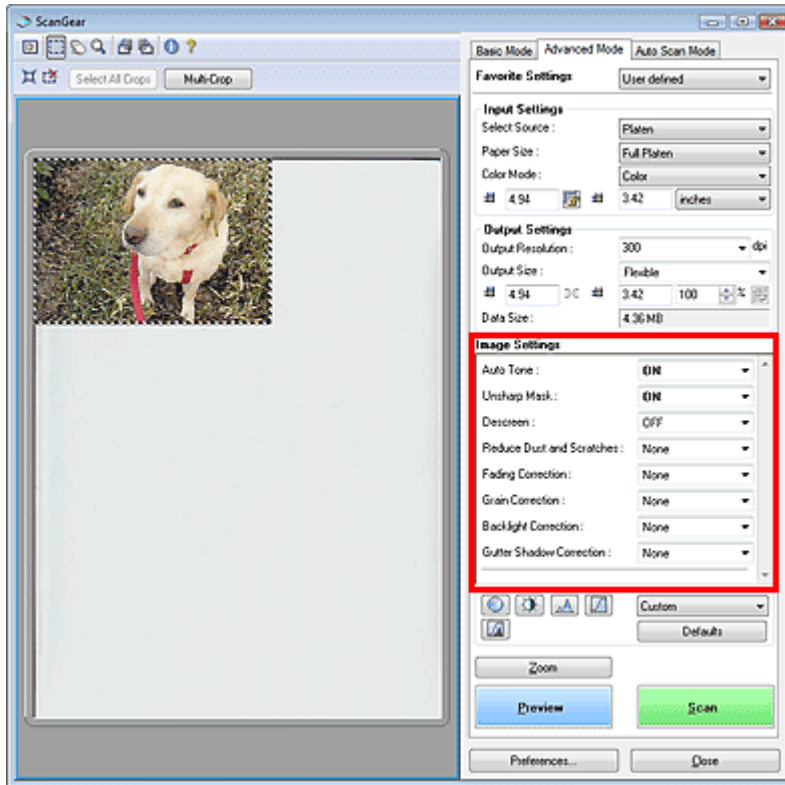 ScanGear
Select All Crops Multi-Crop
Basic Mode Advanced Mode Auto Scan Mode
Favorite Settings User defined
Input Settings
Select Source : Platen
Paper Size : Full Platen
Color Mode : Color
4.94 3.42 inches
Output Settings
Output Resolution : 300 dpi
Output Size : Flexible
4.94 3.42 100 %
Data Size : 4.36 MB
Image Settings
Auto Tone : ON
Unsharp Mask : ON
Descreen : OFF
Reduce Dust and Scratches : None
Fading Correction : None
Grain Correction : None
Backlight Correction : None
Gutter Shadow Correction : None
Custom
Defaults
Zoom
Preview Scan
Preferences... Close